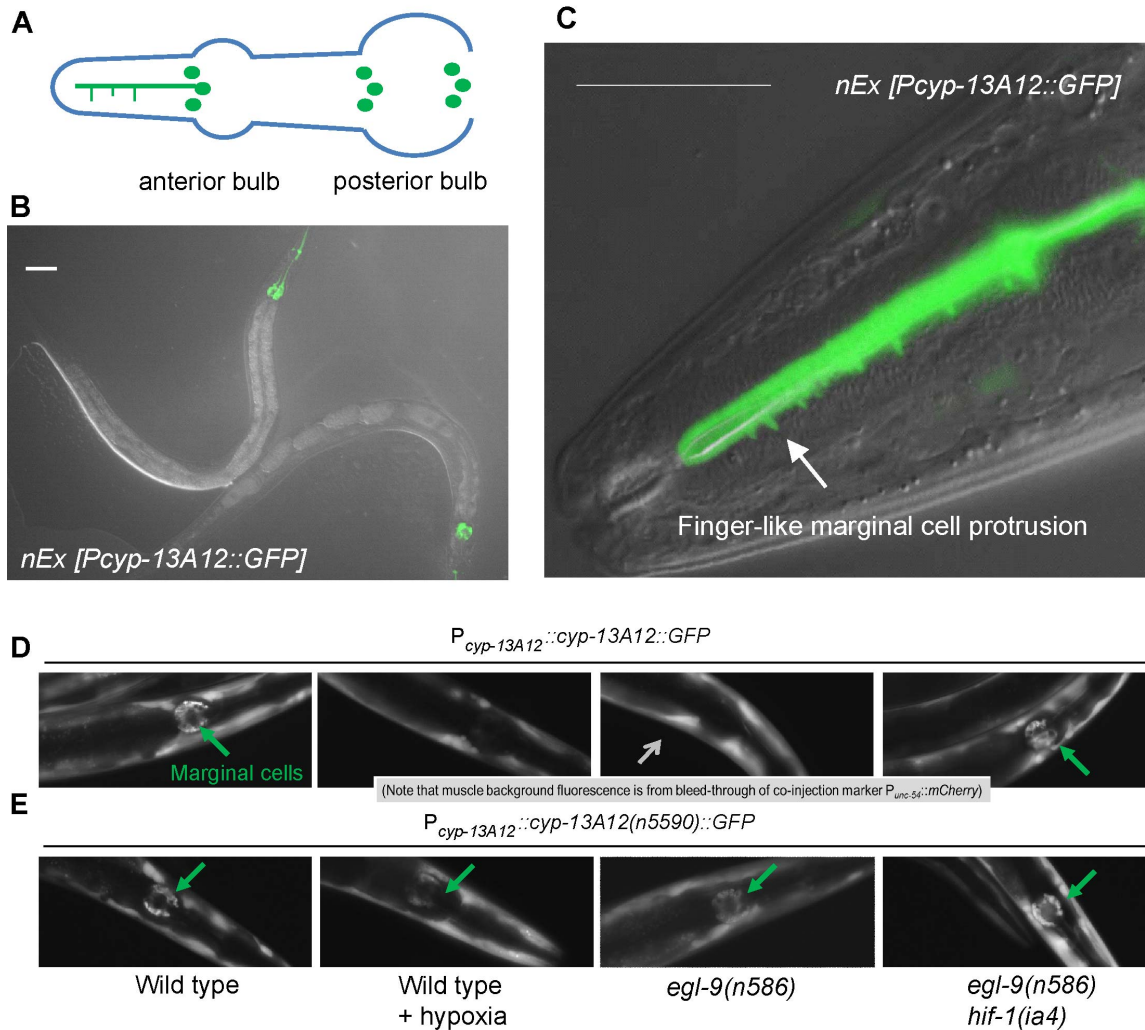 A
anterior bulb
posterior bulb
B
nEx [Pcyp-13A12::GFP]
C
nEx [Pcyp-13A12::GFP]
Finger-like marginal cell protrusion
D
Pcyp-13A12::cyp-13A12::GFP
Marginal cells
(Note that muscle background fluorescence is from bleed-through of co-injection marker Punc-54::mCherry)
E
Pcyp-13A12::cyp-13A12(n5590)::GFP
Wild type
Wild type
+ hypoxia
egl-9(n586)
egl-9(n586)
hif-1(ia4)